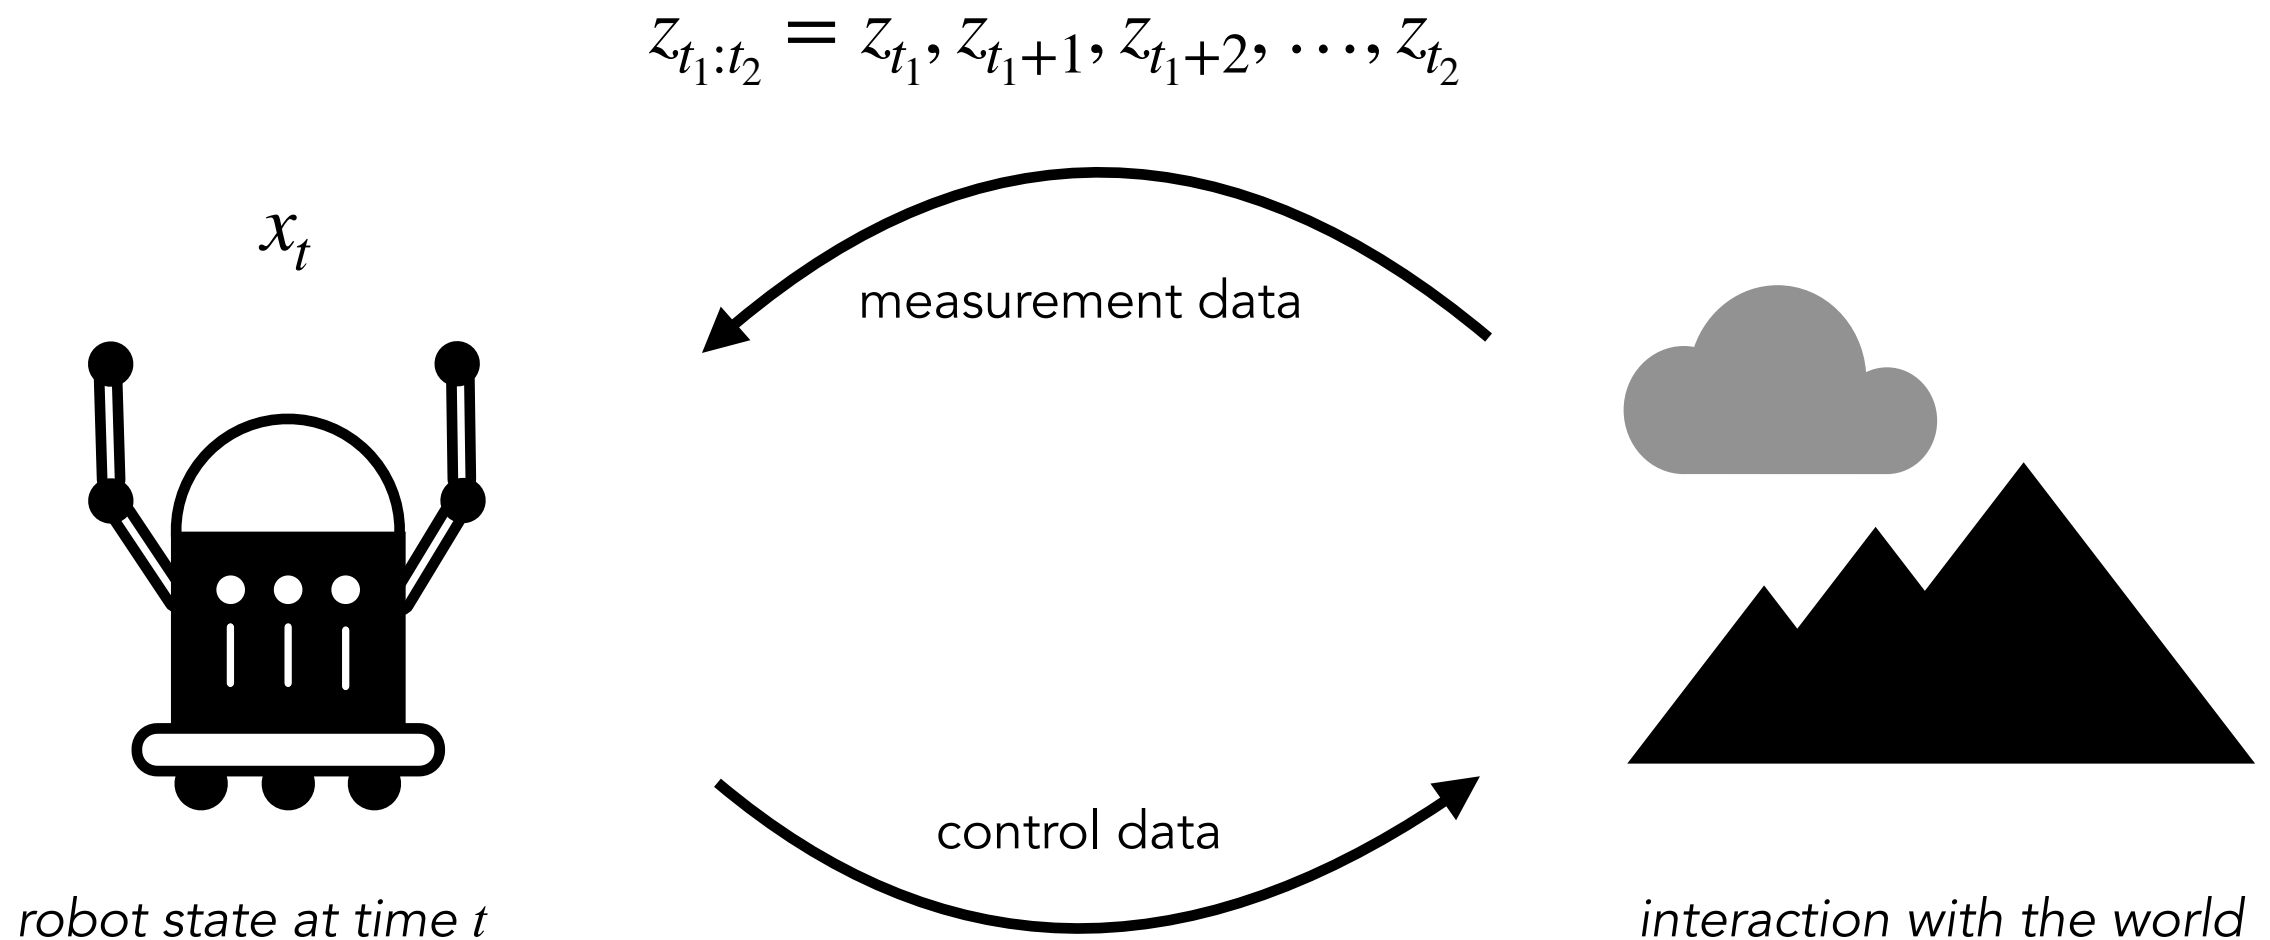 z_{t_1:t_2} = z_{t_1}, z_{t_1+1}, z_{t_1+2}, …, z_{t_2}
x_t
measurement data
control data
robot state at time t
interaction with the world